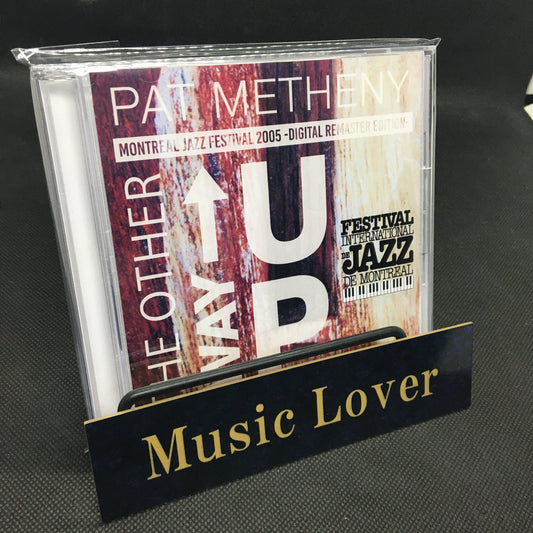 PAT METHENY
MONTREAL JAZZ FESTIVAL 2005 -DIGITAL REMASTER EDITION-
THE OTHER
WAY
UP
FESTIVAL
INTERNATIONAL
DE JAZZ
DE MONTREAL
Music Lover